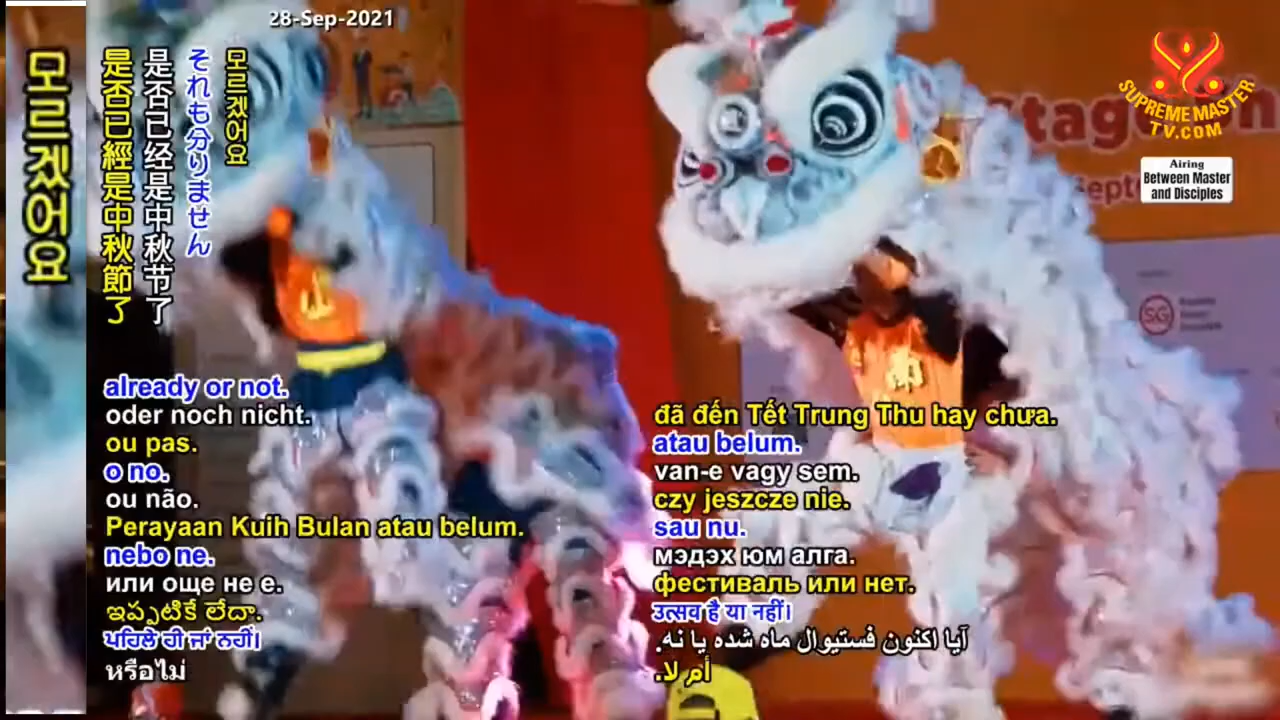 28-Sep-2021
모르겠어요
是否已經是中秋節了
是否已经是中秋节了
それも分りません
모르겠어요
SUPREME MASTER
TV.COM
Airing
Between Master
and Disciples
SG
already or not.
oder noch nicht.
ou pas.
o no.
ou não.
Perayaan Kuih Bulan atau belum.
nebo ne.
или още не е.
ఇప్పటికే లేదా.
ਪਹਿਲੇ ਹੀ ਜਾਂ ਨਹੀਂ।
หรือไม่
đã đến Tết Trung Thu hay chưa.
atau belum.
van-e vagy sem.
czy jeszcze nie.
sau nu.
мэдэх юм алга.
фестиваль или нет.
उत्सव है या नहीं।
آیا اکنون فستیوال ماه شده یا نه.
أم لا.